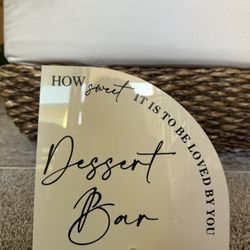 HOW sweet IT IS TO BE LOVED BY YOU
Dessert
Bar